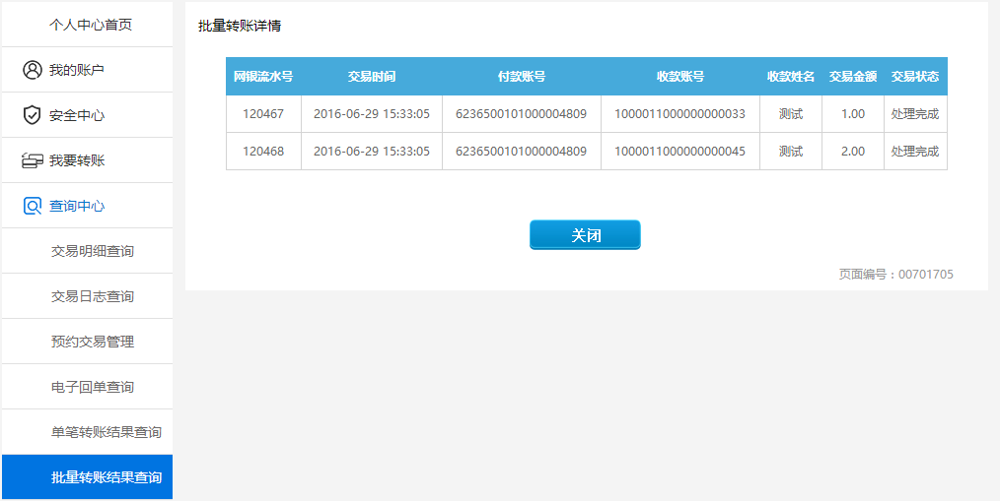 个人中心首页
我的账户
安全中心
我要转账
查询中心
交易明细查询
交易日志查询
预约交易管理
电子回单查询
单笔转账结果查询
批量转账结果查询
批量转账详情
网银流水号 交易时间 付款账号 收款账号 收款姓名 交易金额 交易状态
120467 2016-06-29 15:33:05 6236500101000004809 1000011000000000033 测试 1.00 处理完成
120468 2016-06-29 15:33:05 6236500101000004809 1000011000000000045 测试 2.00 处理完成
关闭
页面编号：00701705